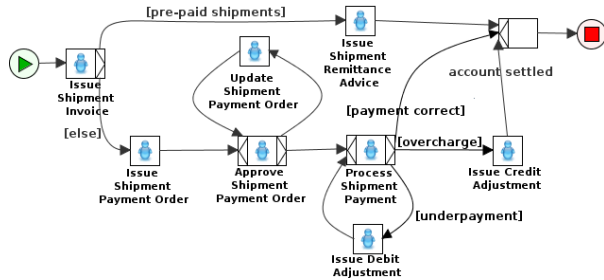 [pre-paid shipments]
Issue
Shipment
Remittance
Advice
account settled
Update
Shipment
Payment Order
Issue
Shipment
Invoice
[else]
[payment correct]
[overcharge]
Issue
Shipment
Payment Order
Approve
Shipment
Payment Order
Process
Shipment
Payment
Issue Credit
Adjustment
[underpayment]
Issue Debit
Adjustment